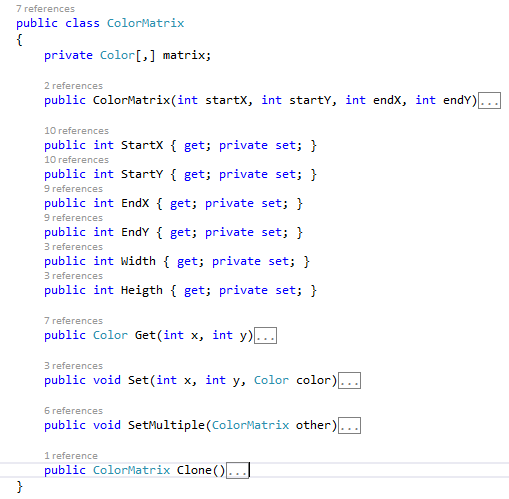 7 references
public class ColorMatrix
{
private Color[,] matrix;
2 references
public ColorMatrix(int startX, int startY, int endX, int endY)...
10 references
public int StartX { get; private set; }
10 references
public int StartY { get; private set; }
9 references
public int EndX { get; private set; }
9 references
public int EndY { get; private set; }
3 references
public int Width { get; private set; }
3 references
public int Heigth { get; private set; }
7 references
public Color Get(int x, int y)...
3 references
public void Set(int x, int y, Color color)...
6 references
public void SetMultiple(ColorMatrix other)...
1 reference
public ColorMatrix Clone()...
}